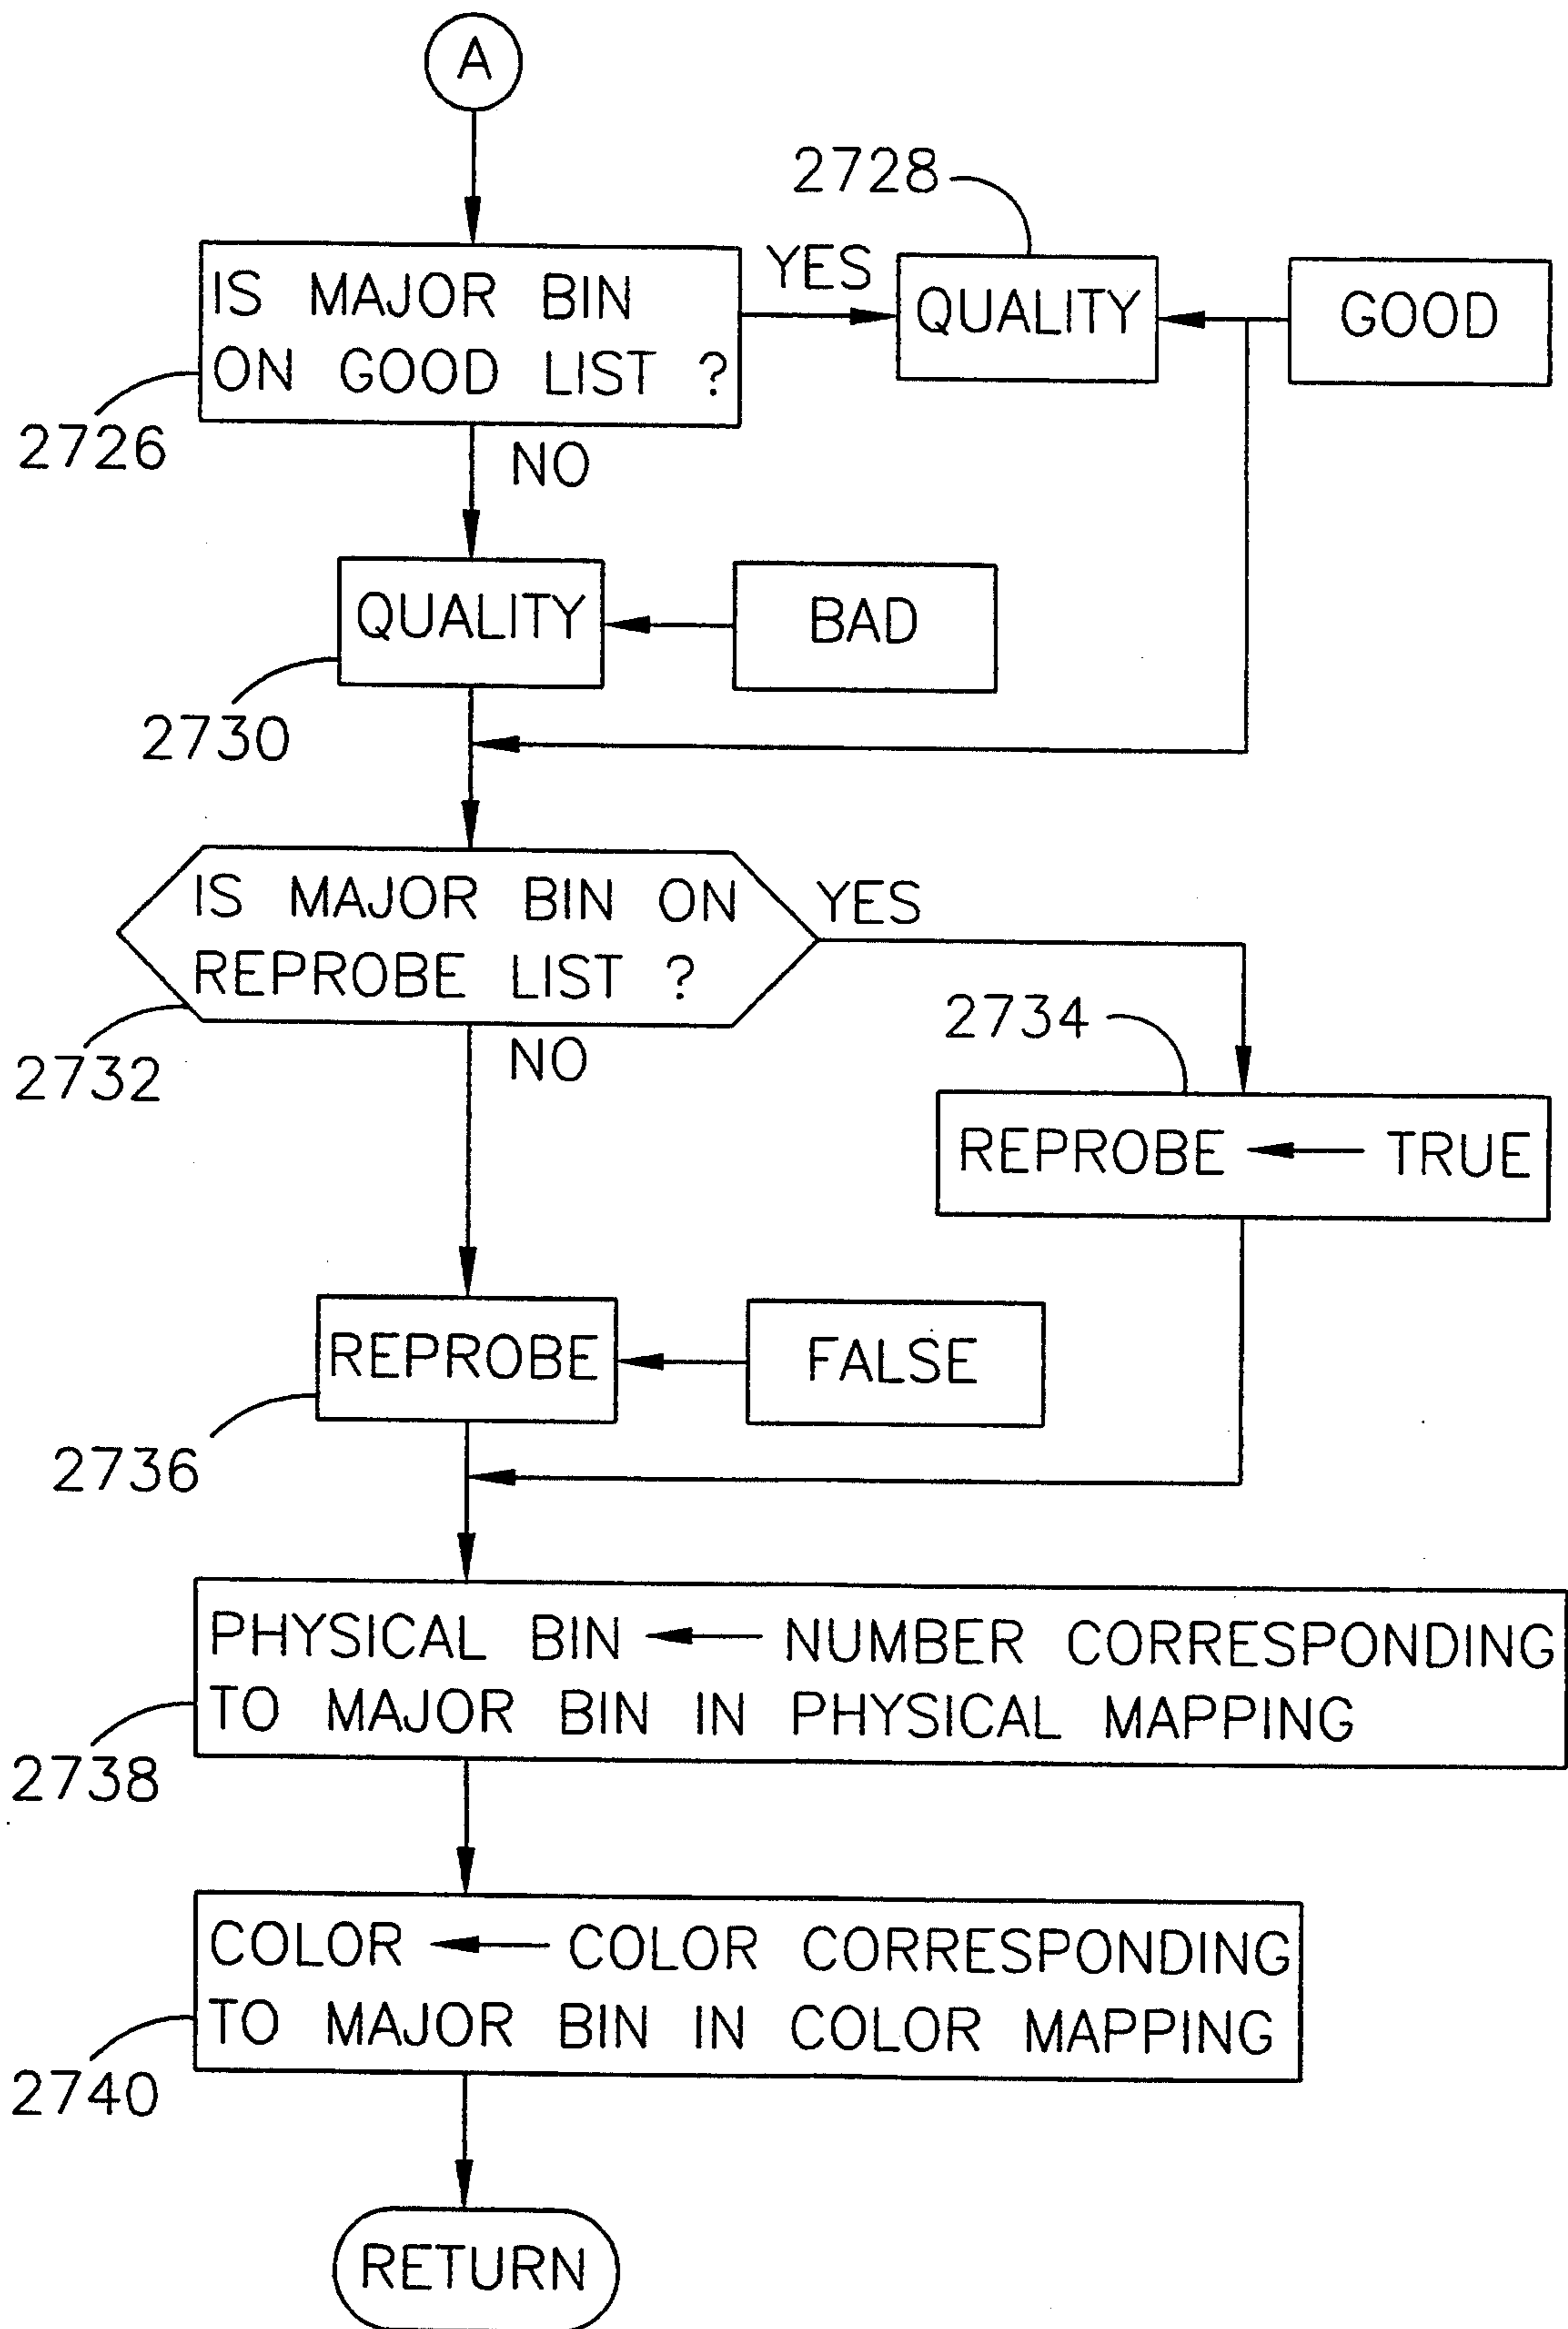 A
2728
IS MAJOR BIN
ON GOOD LIST ?
YES
QUALITY
GOOD
2726
NO
QUALITY
BAD
2730
IS MAJOR BIN ON
REPROBE LIST ?
YES
2732
NO
2734
REPROBE ← TRUE
REPROBE
FALSE
2736
PHYSICAL BIN ← NUMBER CORRESPONDING
TO MAJOR BIN IN PHYSICAL MAPPING
2738
COLOR ← COLOR CORRESPONDING
TO MAJOR BIN IN COLOR MAPPING
2740
RETURN